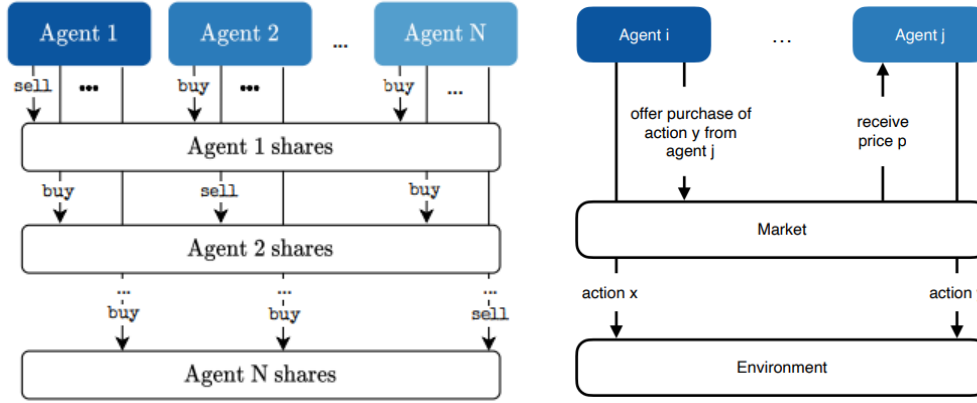 Agent 1
Agent 2
...
Agent N
sell
...
buy
...
buy
...
Agent 1 shares
buy
sell
buy
Agent 2 shares
...
buy
...
buy
...
sell
Agent N shares
Agent i
...
Agent j
offer purchase of
action y from
agent j
receive
price p
Market
action x
action
Environment